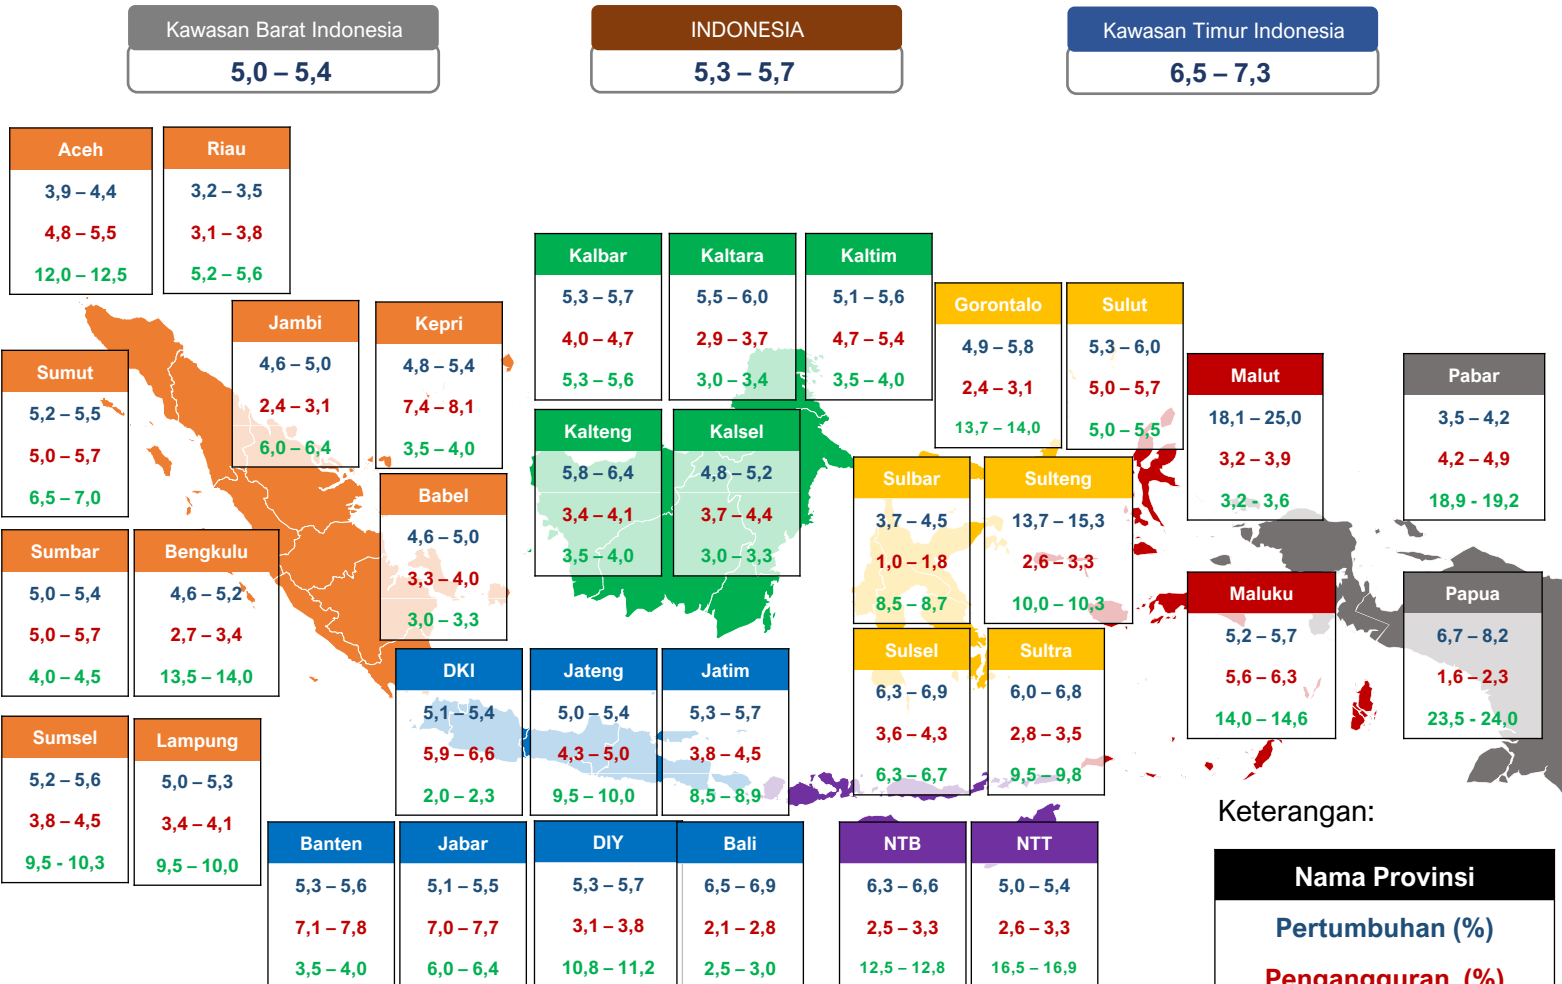 Kawasan Barat Indonesia
5,0 – 5,4
INDONESIA
5,3 – 5,7
Kawasan Timur Indonesia
6,5 – 7,3
Aceh
3,9 – 4,4
4,8 – 5,5
12,0 – 12,5
Riau
3,2 – 3,5
3,1 – 3,8
5,2 – 5,6
Kalbar
5,3 – 5,7
4,0 – 4,7
5,3 – 5,6
Kaltara
5,5 – 6,0
2,9 – 3,7
3,0 – 3,4
Kaltim
5,1 – 5,6
4,7 – 5,4
3,5 – 4,0
Gorontalo
4,9 – 5,8
2,4 – 3,1
13,7 – 14,0
Sulut
5,3 – 6,0
5,0 – 5,7
5,0 – 5,5
Jambi
4,6 – 5,0
2,4 – 3,1
6,0 – 6,4
Kepri
4,8 – 5,4
7,4 – 8,1
3,5 – 4,0
Sumut
5,2 – 5,5
5,0 – 5,7
6,5 – 7,0
Malut
18,1 – 25,0
3,2 – 3,9
3,2 - 3,6
Pabar
3,5 – 4,2
4,2 – 4,9
18,9 - 19,2
Kalteng
5,8 – 6,4
3,4 – 4,1
3,5 – 4,0
Kalsel
4,8 – 5,2
3,7 – 4,4
3,0 – 3,3
Sulbar
3,7 – 4,5
1,0 – 1,8
8,5 – 8,7
Sulteng
13,7 – 15,3
2,6 – 3,3
10,0 – 10,3
Babel
4,6 – 5,0
3,3 – 4,0
3,0 – 3,3
Sumbar
5,0 – 5,4
5,0 – 5,7
4,0 – 4,5
Bengkulu
4,6 – 5,2
2,7 – 3,4
13,5 – 14,0
Maluku
5,2 – 5,7
5,6 – 6,3
14,0 – 14,6
Papua
6,7 – 8,2
1,6 – 2,3
23,5 - 24,0
Sulsel
6,3 – 6,9
3,6 – 4,3
6,3 – 6,7
Sultra
6,0 – 6,8
2,8 – 3,5
9,5 – 9,8
DKI
5,1 – 5,4
5,9 – 6,6
2,0 – 2,3
Jateng
5,0 – 5,4
4,3 – 5,0
9,5 – 10,0
Jatim
5,3 – 5,7
3,8 – 4,5
8,5 – 8,9
Sumsel
5,2 – 5,6
3,8 – 4,5
9,5 - 10,3
Lampung
5,0 – 5,3
3,4 – 4,1
9,5 – 10,0
Banten
5,3 – 5,6
7,1 – 7,8
3,5 – 4,0
Jabar
5,1 – 5,5
7,0 – 7,7
6,0 – 6,4
DIY
5,3 – 5,7
3,1 – 3,8
10,8 – 11,2
Bali
6,5 – 6,9
2,1 – 2,8
2,5 – 3,0
NTB
6,3 – 6,6
2,5 – 3,3
12,5 – 12,8
NTT
5,0 – 5,4
2,6 – 3,3
16,5 – 16,9
Keterangan:
Nama Provinsi
Pertumbuhan (%)
Pengangguran (%)